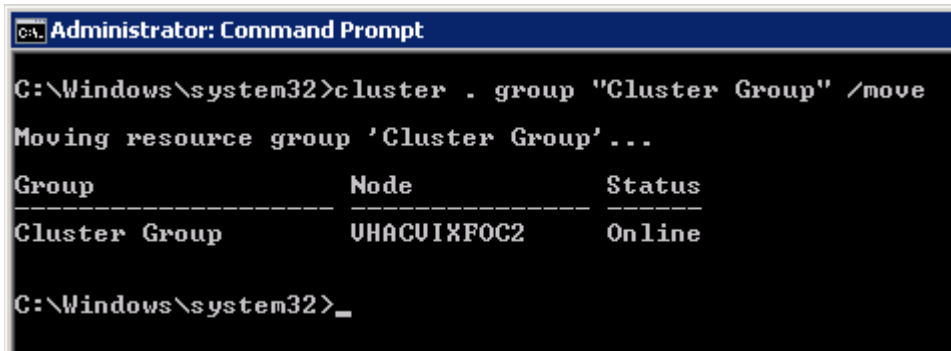 Administrator: Command Prompt
C:\Windows\system32>cluster . group "Cluster Group" /move
Moving resource group 'Cluster Group'...
Group Node Status
-------------------- --------------- ------
Cluster Group VHACVIXFOC2 Online
C:\Windows\system32>_